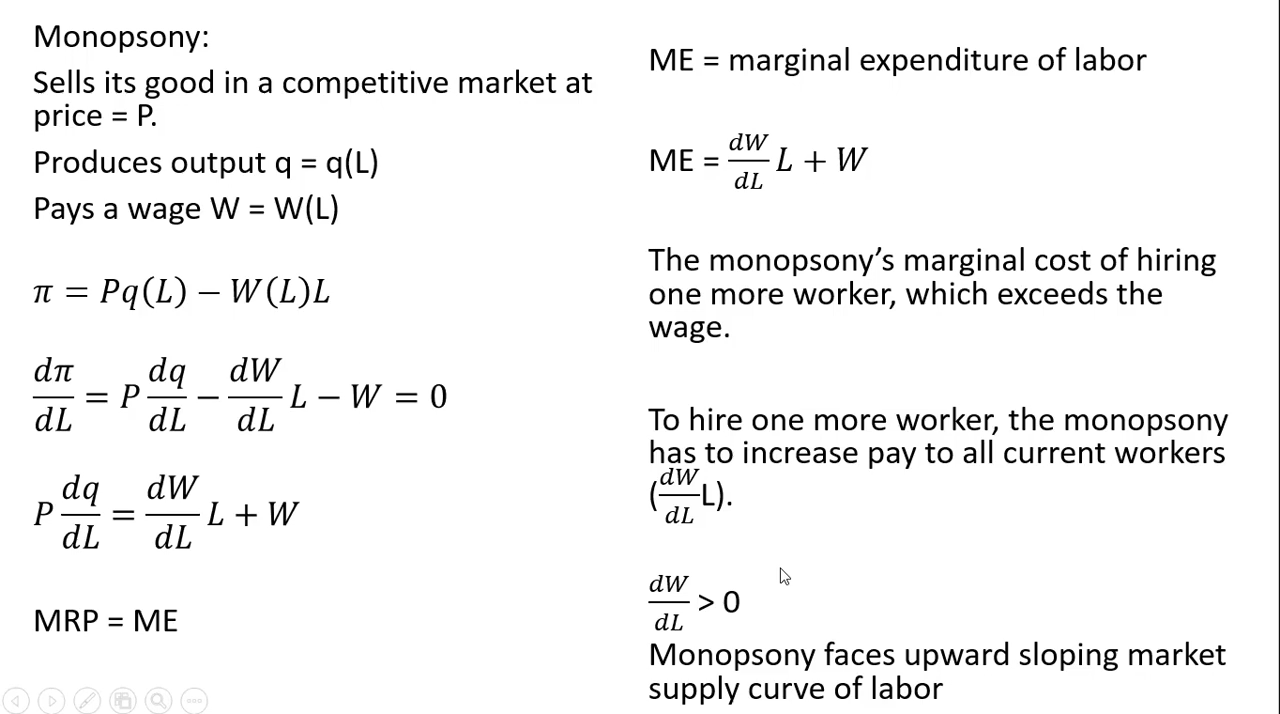 Monopsony:
Sells its good in a competitive market at
price = P.
Produces output q = q(L)
Pays a wage W = W(L)
π = Pq(L) − W(L)L
dπ/dL = P dq/dL − dW/dL L − W = 0
P dq/dL = dW/dL L + W
MRP = ME
ME = marginal expenditure of labor
ME = dW/dL L + W
The monopsony’s marginal cost of hiring
one more worker, which exceeds the
wage.
To hire one more worker, the monopsony
has to increase pay to all current workers
(dW/dL L).
dW/dL > 0
Monopsony faces upward sloping market
supply curve of labor